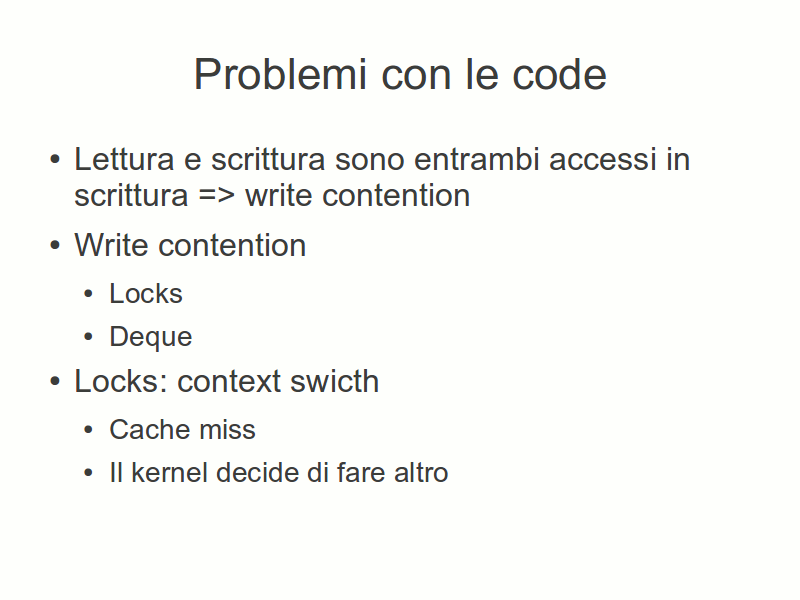 Problemi con le code
• Lettura e scrittura sono entrambi accessi in
scrittura => write contention
• Write contention
• Locks
• Deque
• Locks: context swicth
• Cache miss
• Il kernel decide di fare altro